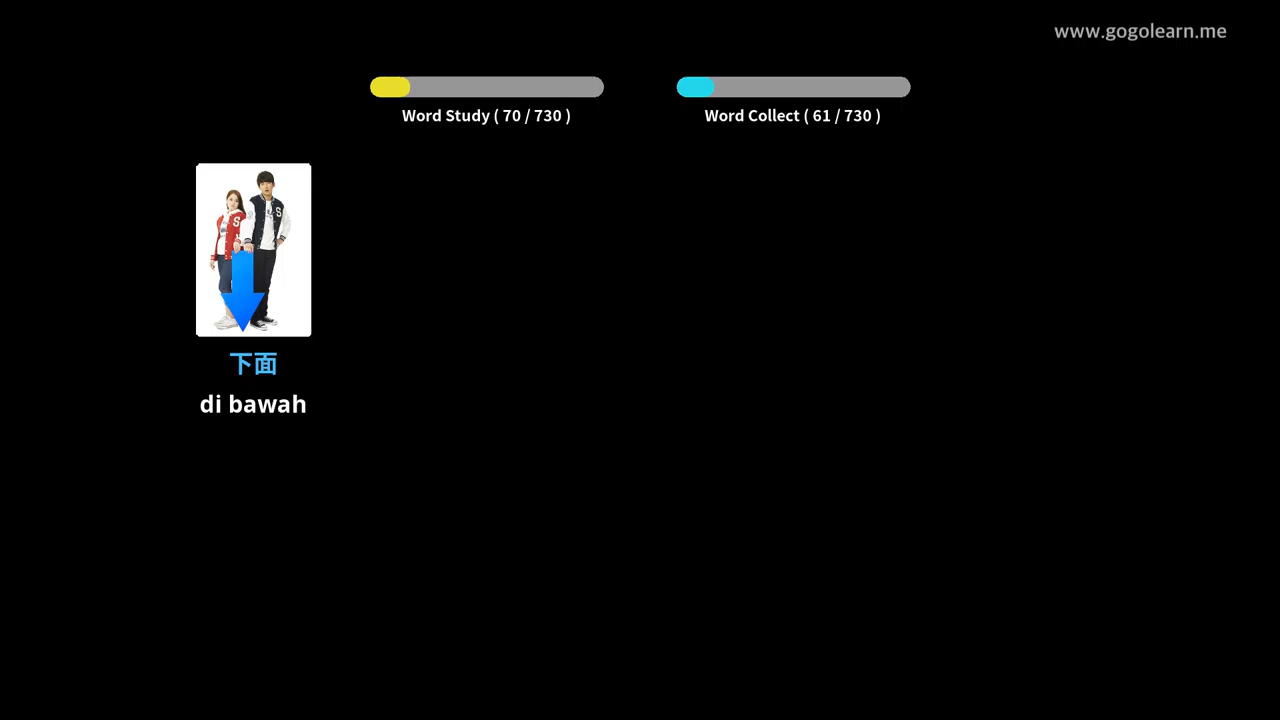 www.gogolearn.me
Word Study ( 70 / 730 )
Word Collect ( 61 / 730 )
S
S
下面
di bawah